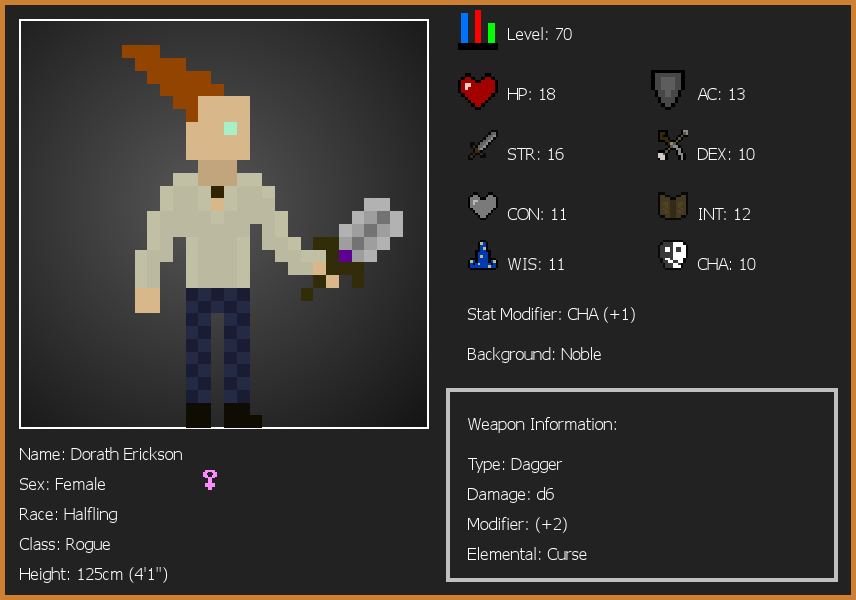 Level: 70
HP: 18
AC: 13
STR: 16
DEX: 10
CON: 11
INT: 12
WIS: 11
CHA: 10
Stat Modifier: CHA (+1)
Background: Noble
Weapon Information:
Type: Dagger
Damage: d6
Modifier: (+2)
Elemental: Curse
Name: Dorath Erickson
Sex: Female
Race: Halfling
Class: Rogue
Height: 125cm (4'1")